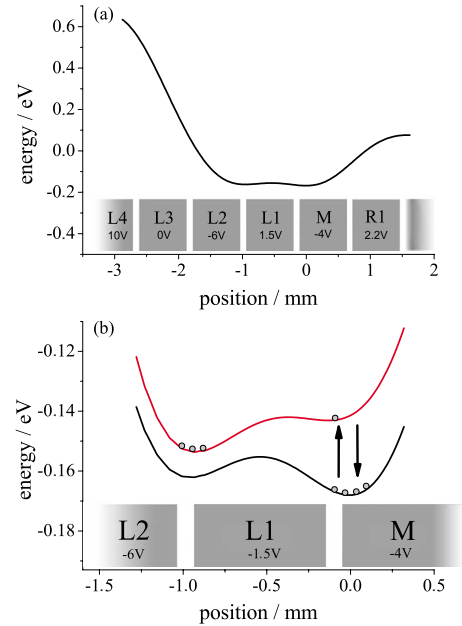 (a)
0.6
0.4
0.2
0.0
-0.2
-0.4
energy / eV
L4 L3 L2 L1 M R1
10V 0V -6V 1.5V -4V 2.2V
-3 -2 -1 0 1 2
position / mm
(b)
-0.12
-0.14
-0.16
-0.18
energy / eV
L2 L1 M
-6V -1.5V -4V
-1.5 -1.0 -0.5 0.0 0.5
position / mm